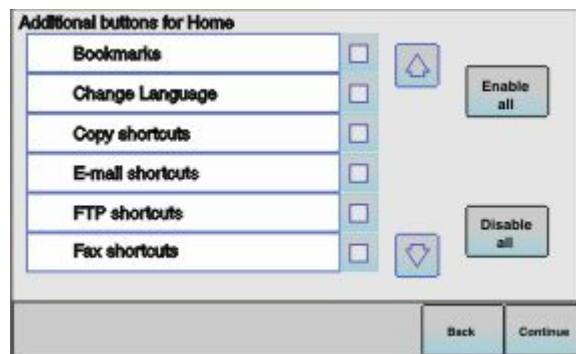 Additional buttons for Home
Bookmarks
Change Language
Copy shortcuts
E-mail shortcuts
FTP shortcuts
Fax shortcuts
Enable
all
Disable
all
Back
Continue